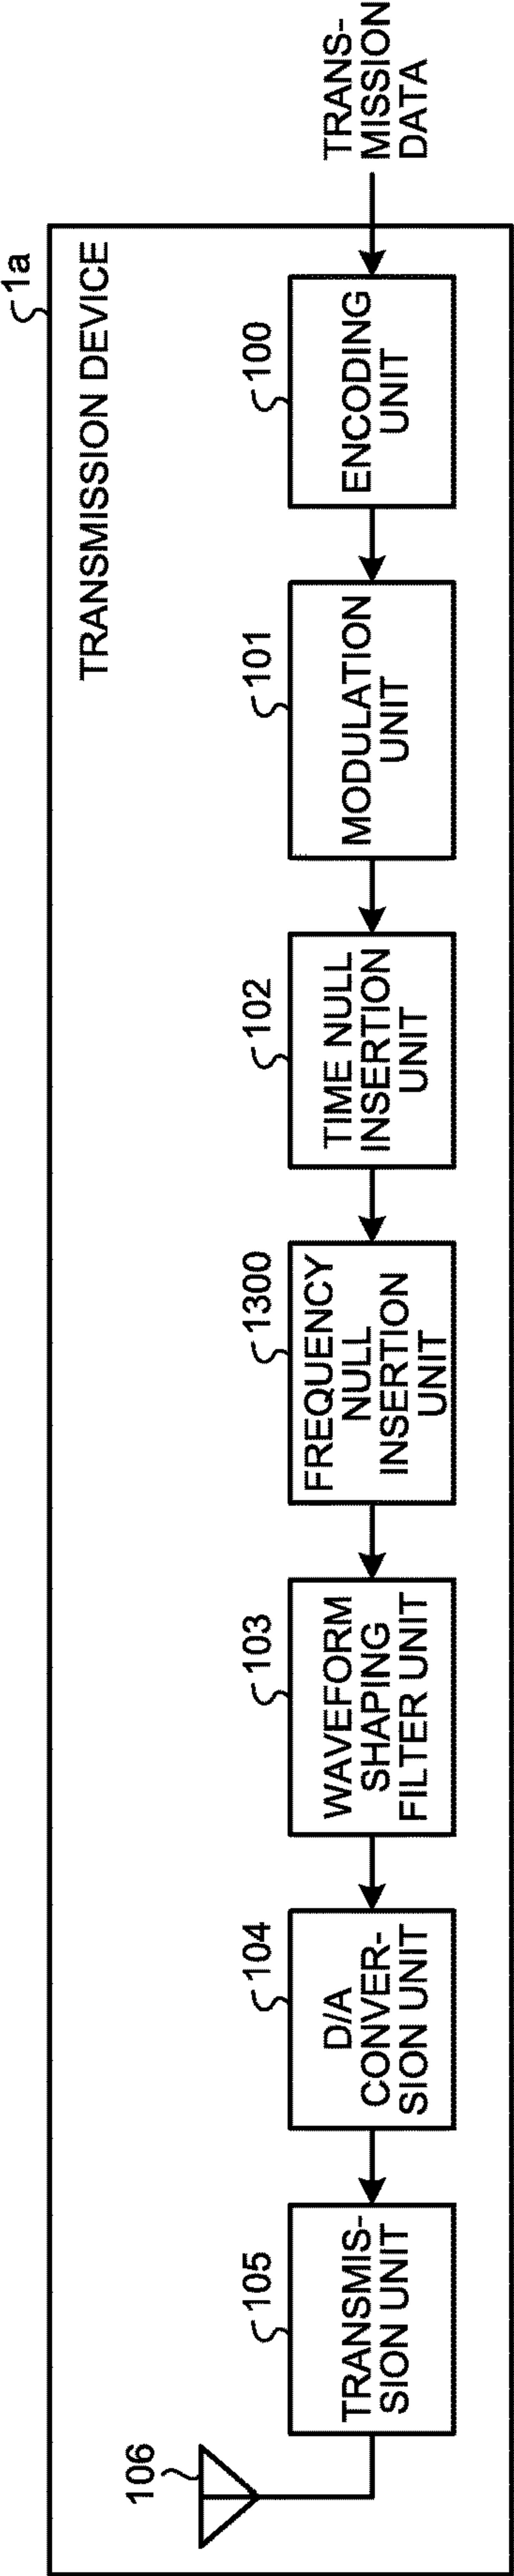 1a
TRANSMISSION DEVICE
TRANS-
MISSION
DATA
100
ENCODING
UNIT
101
MODULATION
UNIT
102
TIME NULL
INSERTION
UNIT
1300
FREQUENCY
NULL
INSERTION
UNIT
103
WAVEFORM
SHAPING
FILTER UNIT
104
D/A
CONVER-
SION UNIT
105
TRANSMIS-
SION UNIT
106